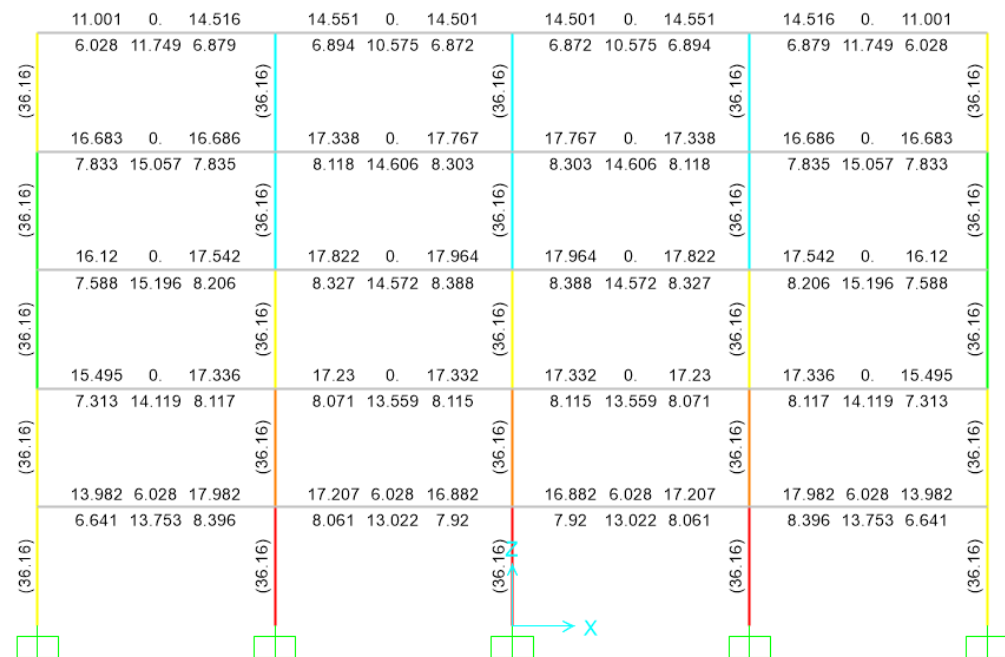 11.001 0. 14.516 14.551 0. 14.501 14.501 0. 14.551 14.516 0. 11.001
6.028 11.749 6.879 6.894 10.575 6.872 6.872 10.575 6.894 6.879 11.749 6.028
(36.16) (36.16) (36.16) (36.16) (36.16)
16.683 0. 16.686 17.338 0. 17.767 17.767 0. 17.338 16.686 0. 16.683
7.833 15.057 7.835 8.118 14.606 8.303 8.303 14.606 8.118 7.835 15.057 7.833
(36.16) (36.16) (36.16) (36.16) (36.16)
16.12 0. 17.542 17.822 0. 17.964 17.964 0. 17.822 17.542 0. 16.12
7.588 15.196 8.206 8.327 14.572 8.388 8.388 14.572 8.327 8.206 15.196 7.588
(36.16) (36.16) (36.16) (36.16) (36.16)
15.495 0. 17.336 17.23 0. 17.332 17.332 0. 17.23 17.336 0. 15.495
7.313 14.119 8.117 8.071 13.559 8.115 8.115 13.559 8.071 8.117 14.119 7.313
(36.16) (36.16) (36.16) (36.16) (36.16)
13.982 6.028 17.982 17.207 6.028 16.882 16.882 6.028 17.207 17.982 6.028 13.982
6.641 13.753 8.396 8.061 13.022 7.92 7.92 13.022 8.061 8.396 13.753 6.641
(36.16) (36.16) (36.16) (36.16) (36.16)
Z
X